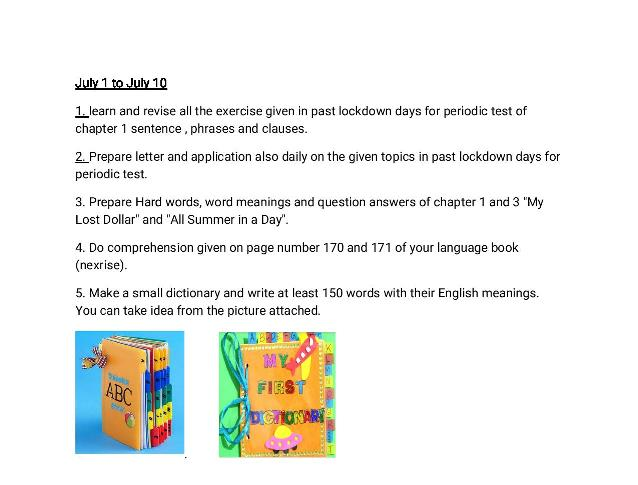 July 1 to July 10
1. learn and revise all the exercise given in past lockdown days for periodic test of
chapter 1 sentence , phrases and clauses.
2. Prepare letter and application also daily on the given topics in past lockdown days for
periodic test.
3. Prepare Hard words, word meanings and question answers of chapter 1 and 3 "My
Lost Dollar" and "All Summer in a Day".
4. Do comprehension given on page number 170 and 171 of your language book
(nexrise).
5. Make a small dictionary and write at least 150 words with their English meanings.
You can take idea from the picture attached.
ABC
MY
FIRST
DICTIONARY
.